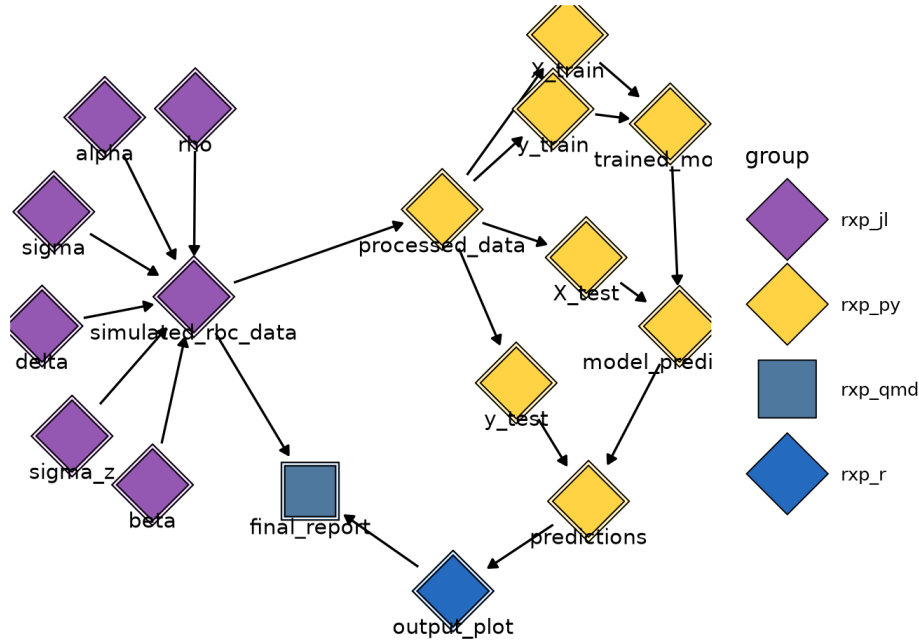 X_train
alpha
rho
y_train
trained_mo
group
sigma
processed_data
rxp_jl
X_test
delta
simulated_rbc_data
rxp_py
model_predi
sigma_z
y_test
rxp_qmd
beta
final_report
predictions
rxp_r
output_plot